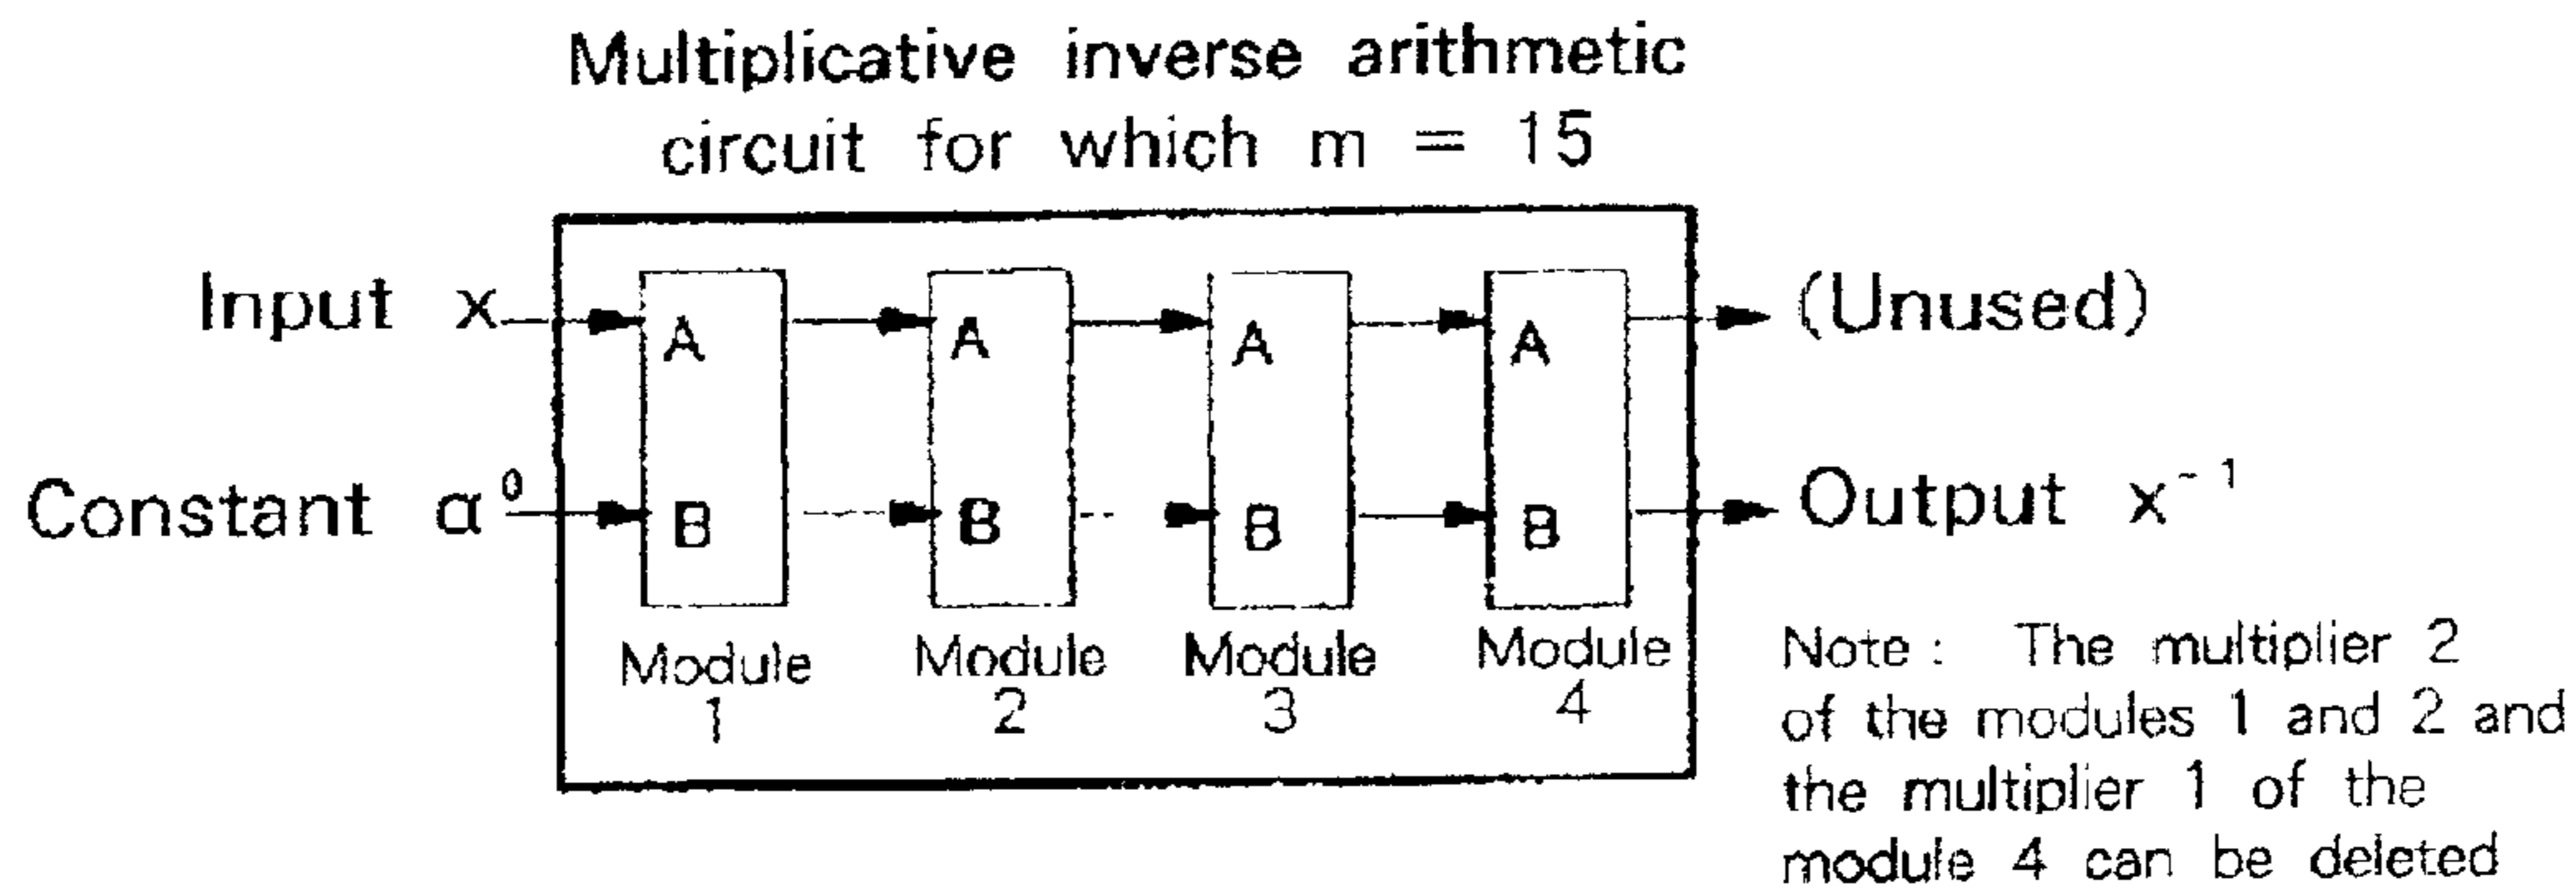 Multiplicative inverse arithmetic
circuit for which m = 15
Input x
A
A
A
A
(Unused)
Constant α⁰
B
B
B
B
Output x⁻¹
Module
1
Module
2
Module
3
Module
4
Note : The multiplier 2
of the modules 1 and 2 and
the multiplier 1 of the
module 4 can be deleted